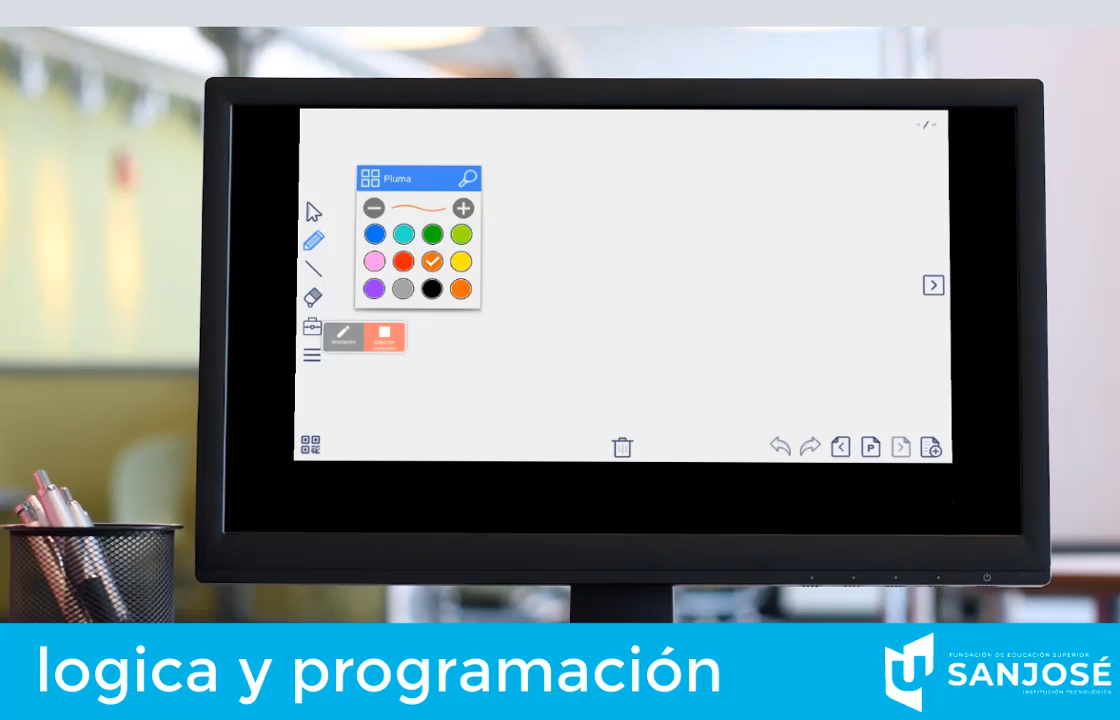 Pluma
P
logica y programación
FUNDACIÓN DE EDUCACIÓN SUPERIOR
SANJOSÉ
INSTITUCIÓN TECNOLÓGICA